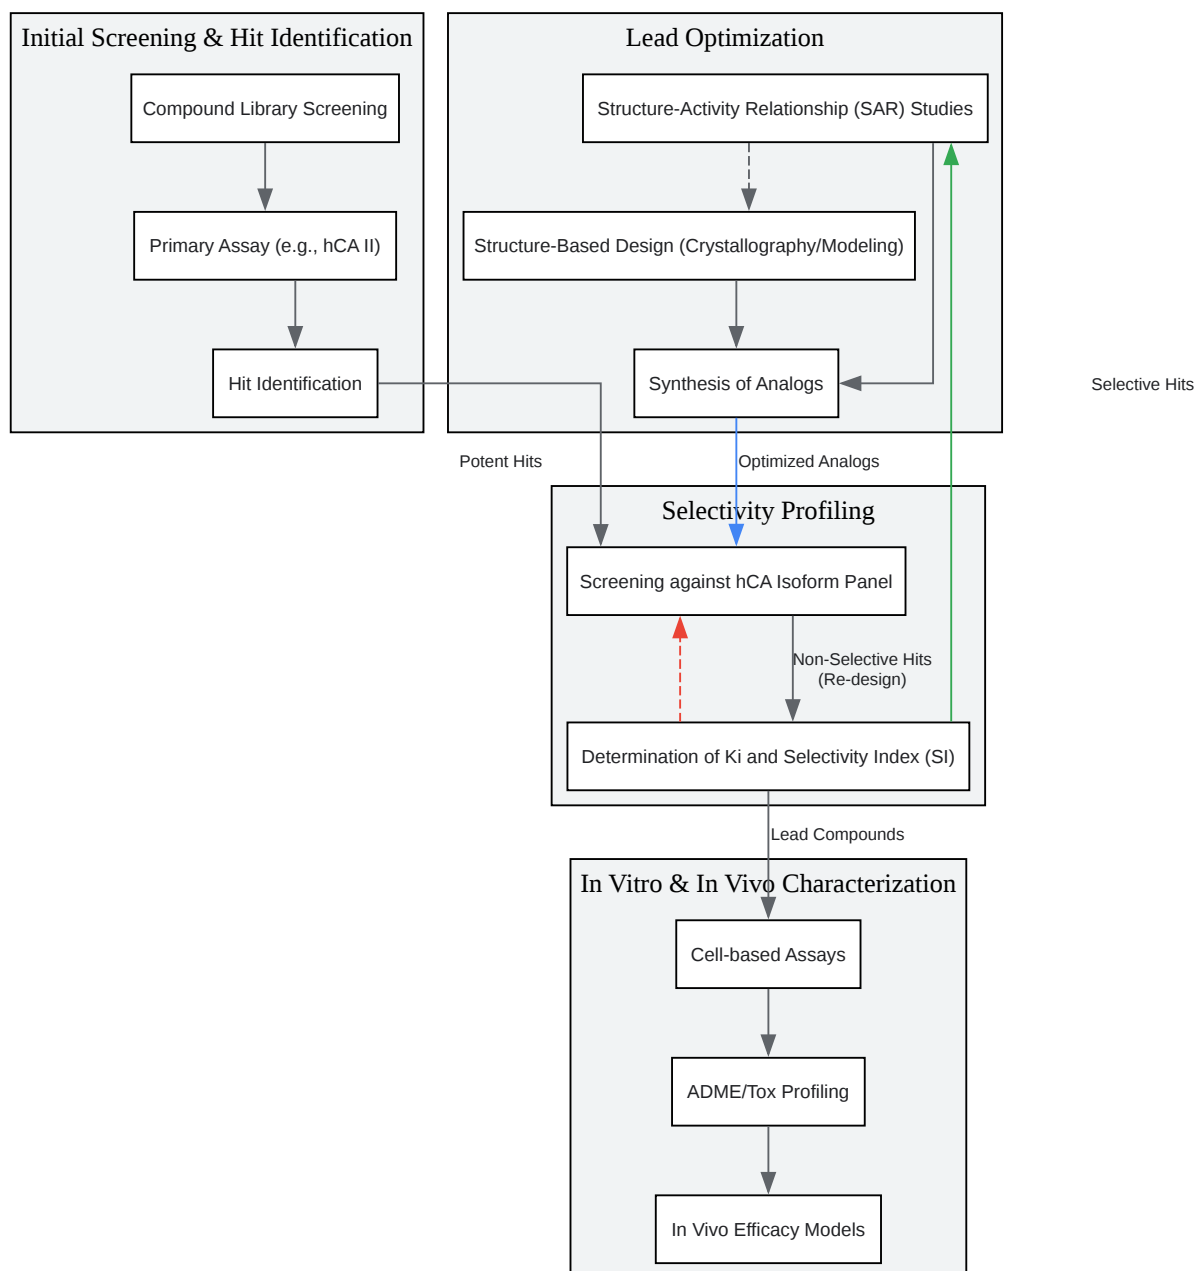 Initial Screening & Hit Identification
Compound Library Screening
Primary Assay (e.g., hCA II)
Hit Identification
Lead Optimization
Structure-Activity Relationship (SAR) Studies
Structure-Based Design (Crystallography/Modeling)
Synthesis of Analogs
Selective Hits
Potent Hits
Optimized Analogs
Selectivity Profiling
Screening against hCA Isoform Panel
Non-Selective Hits
(Re-design)
Determination of Ki and Selectivity Index (SI)
Lead Compounds
In Vitro & In Vivo Characterization
Cell-based Assays
ADME/Tox Profiling
In Vivo Efficacy Models